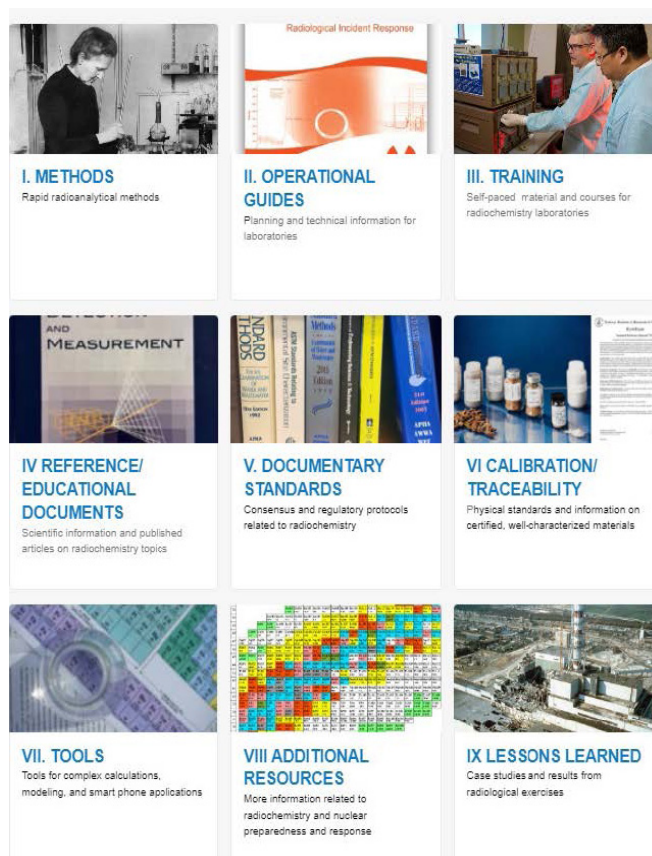 Radiological Incident Response
I. METHODS
Rapid radioanalytical methods
II. OPERATIONAL
GUIDES
Planning and technical information for
laboratories
III. TRAINING
Self-paced material and courses for
radiochemistry laboratories
AND
MEASUREMENT
IV REFERENCE/
EDUCATIONAL
DOCUMENTS
Scientific information and published
articles on radiochemistry topics
Methods
V. DOCUMENTARY
STANDARDS
Consensus and regulatory protocols
related to radiochemistry
VI CALIBRATION/
TRACEABILITY
Physical standards and information on
certified, well-characterized materials
VII. TOOLS
Tools for complex calculations,
modeling, and smart phone applications
VIII ADDITIONAL
RESOURCES
More information related to
radiochemistry and nuclear
preparedness and response
IX LESSONS LEARNED
Case studies and results from
radiological exercises